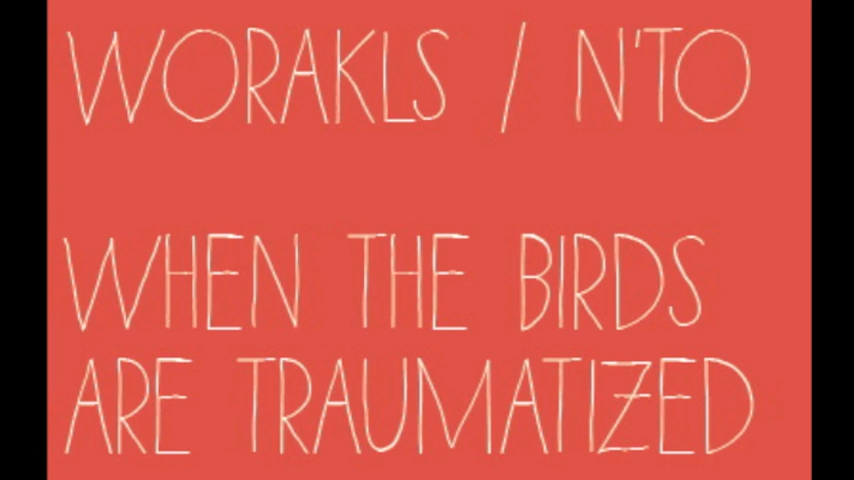 WORAKLS / N'TO
WHEN THE BIRDS
ARE TRAUMATIZED